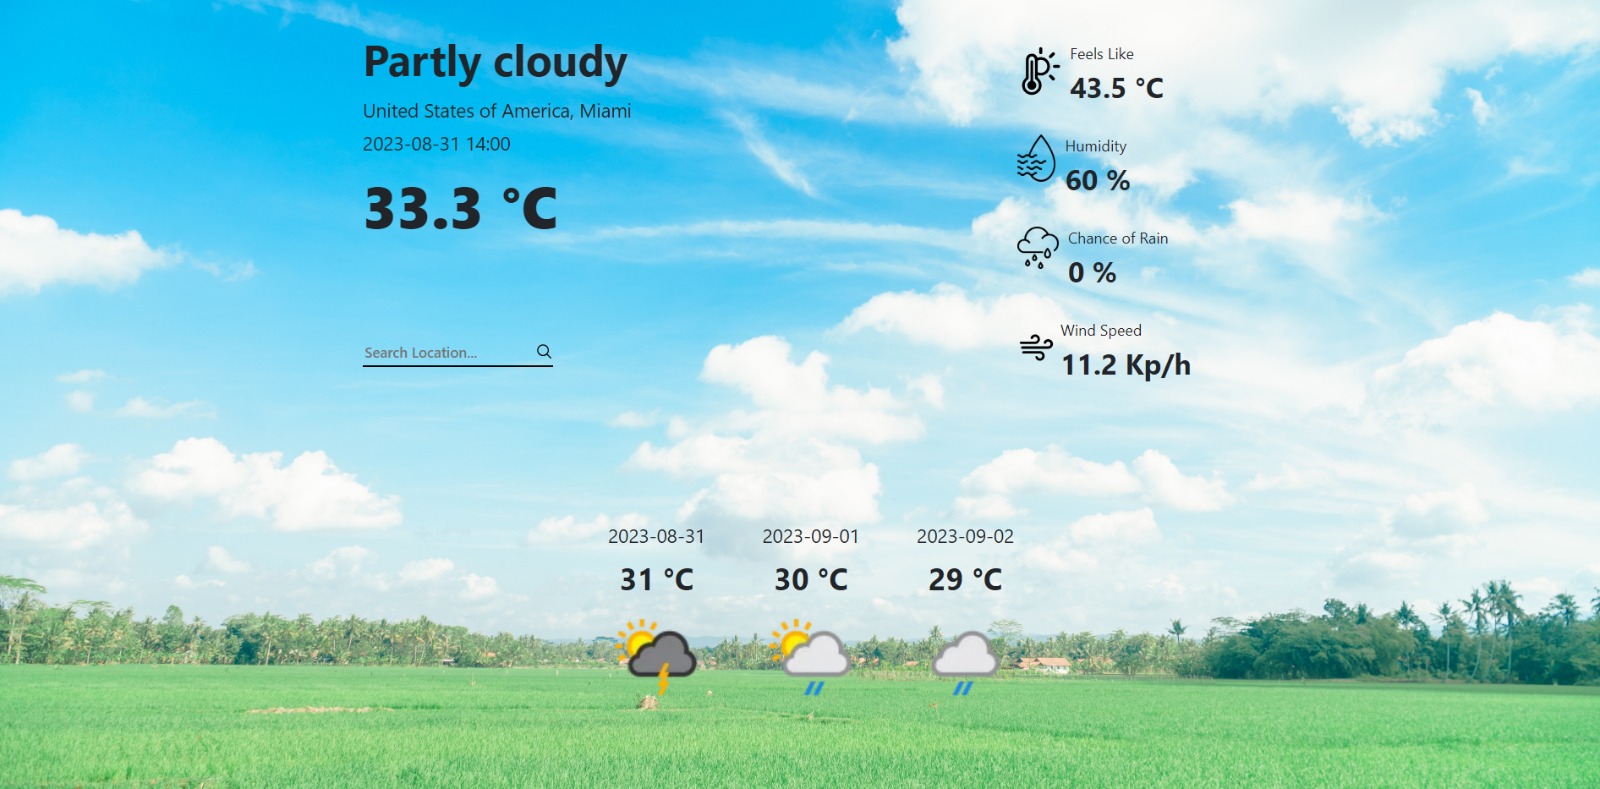 Partly cloudy
United States of America, Miami
2023-08-31 14:00
33.3 °C
Search Location...
Feels Like
43.5 °C
Humidity
60 %
Chance of Rain
0 %
Wind Speed
11.2 Kp/h
2023-08-31
31 °C
2023-09-01
30 °C
2023-09-02
29 °C